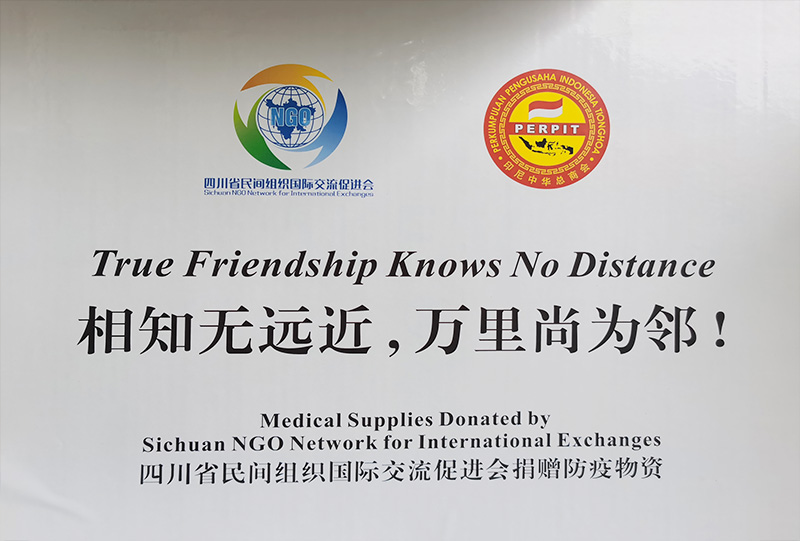 NGO
四川省民间组织国际交流促进会
Sichuan NGO Network for International Exchanges
PERKUMPULAN PENGUSAHA INDONESIA TIONGHOA
PERPIT
印尼中华总商会
True Friendship Knows No Distance
相知无远近，万里尚为邻！
Medical Supplies Donated by
Sichuan NGO Network for International Exchanges
四川省民间组织国际交流促进会捐赠防疫物资